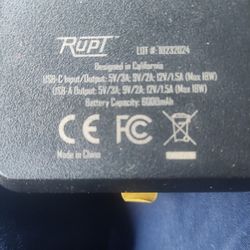 RUPT
LOT #: 10232024
Designed in California
USB-C Input/Output: 5V/3A; 9V/2A; 12V/1.5A (Max 18W)
USB-A Output: 5V/3A; 9V/2A; 12V/1.5A (Max 18W)
Battery Capacity: 6000mAh
CE FC
Made in China